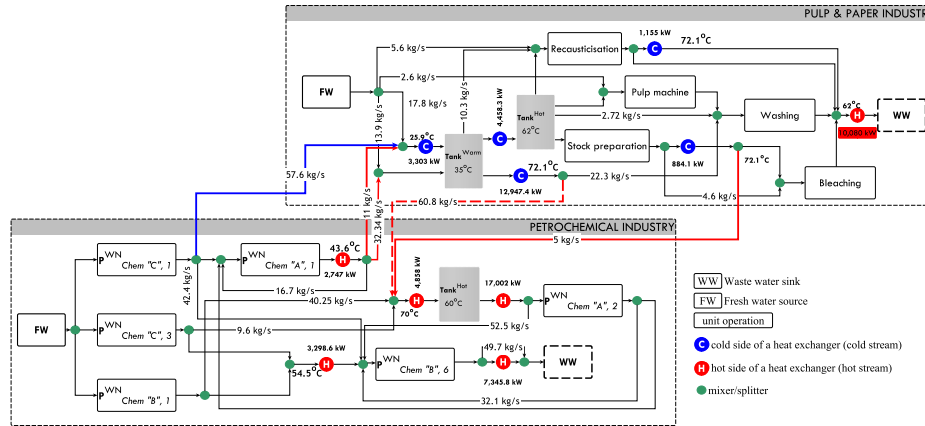 PULP & PAPER INDUSTR
1,155 kW
72.1°C
5.6 kg/s
Recausticisation
C
2.6 kg/s
FW
17.8 kg/s
13.9 kg/s
10.3 kg/s
4,458.3 kW
Tank Hot
62°C
Pulp machine
2.72 kg/s
Washing
62°C
H
WW
10,080 kW
25.9°C
C
3,303 kW
Tank Warm
35°C
C
Stock preparation
C
884.1 kW
72.1°C
57.6 kg/s
72.1°C
C
12,947.4 kW
22.3 kg/s
4.6 kg/s
Bleaching
60.8 kg/s
11 kg/s
32.34 kg/s
PETROCHEMICAL INDUSTRY
5 kg/s
P WN
Chem "C", 1
P WN
Chem "A", 1
43.6°C
H
2,747 kW
42.4 kg/s
16.7 kg/s
40.25 kg/s
4,858 kW
H
70°C
Tank Hot
60°C
17,002 kW
H
P WN
Chem "A", 2
FW
P WN
Chem "C", 3
9.6 kg/s
52.5 kg/s
3,298.6 kW
H
54.5°C
P WN
Chem "B", 6
49.7 kg/s
H
7,345.8 kW
WW
P WN
Chem "B", 1
32.1 kg/s
WW Waste water sink
FW Fresh water source
unit operation
C cold side of a heat exchanger (cold stream)
H hot side of a heat exchanger (hot stream)
mixer/splitter